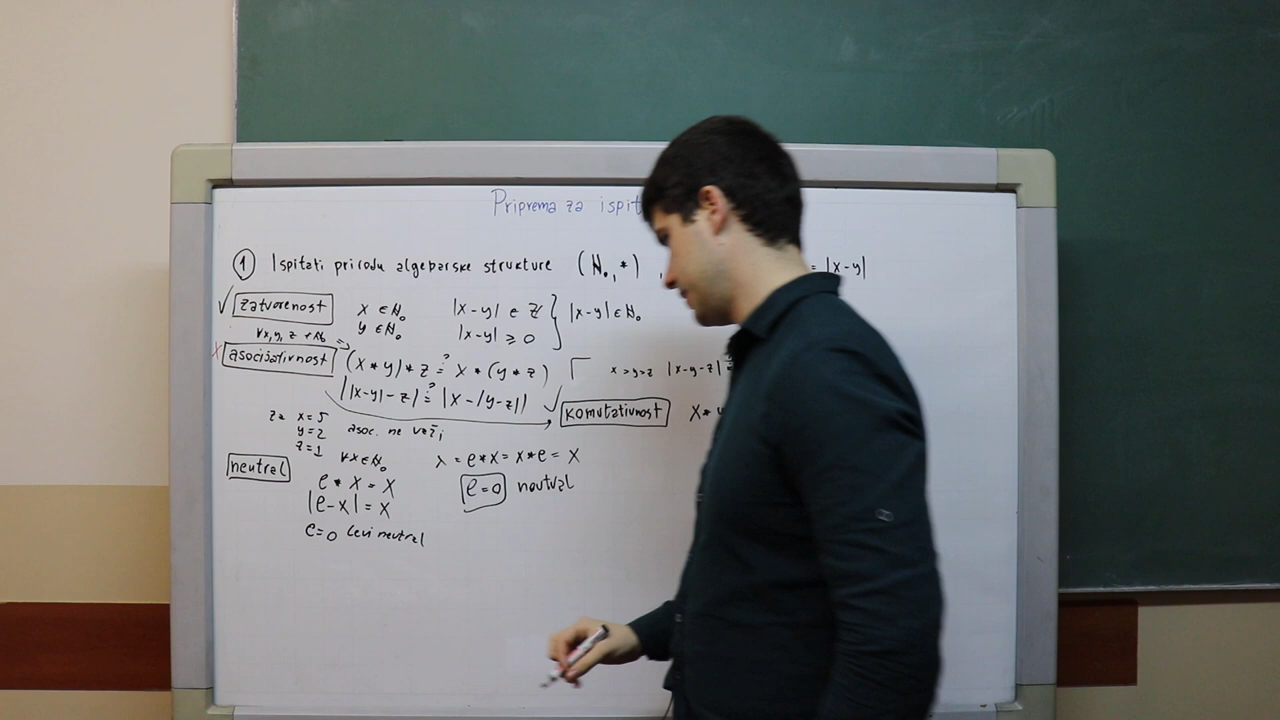 Priprema za ispit
① Ispitati prirodu algebarske strukture (N₀,*), = |x-y|
✓ zatvorenost x ∈ N₀ |x-y| ∈ Z } |x-y| ∈ N₀
y ∈ N₀ |x-y| ⩾ 0
∀x,y,z ∈ N₀
x asocijativnost (x*y)*z ≟ x*(y*z) x>y>z |x-y-z|
||x-y|-z| ≟ |x-|y-z|| ✓ komutativnost x*y
za x=5
y=2 asoc. ne važi
z=1
neutral ∀x∈N₀ x = e*x = x*e = x
e * x = x e=0 neutral
|e-x| = x
e=0 levi neutral